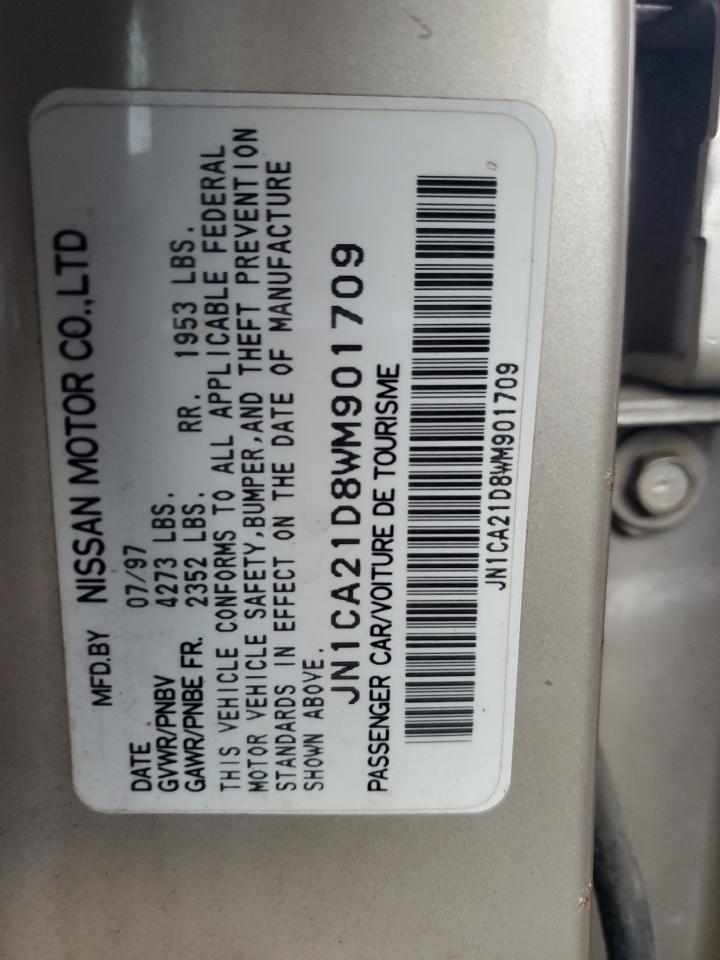 MFD.BY NISSAN MOTOR CO.,LTD
DATE 07/97
GVWR/PNBV 4273 LBS.
GAWR/PNBE FR. 2352 LBS. RR. 1953 LBS.
THIS VEHICLE CONFORMS TO ALL APPLICABLE FEDERAL
MOTOR VEHICLE SAFETY,BUMPER,AND THEFT PREVENTION
STANDARDS IN EFFECT ON THE DATE OF MANUFACTURE
SHOWN ABOVE.
JN1CA21D8WM901709
PASSENGER CAR/VOITURE DE TOURISME
JN1CA21D8WM901709